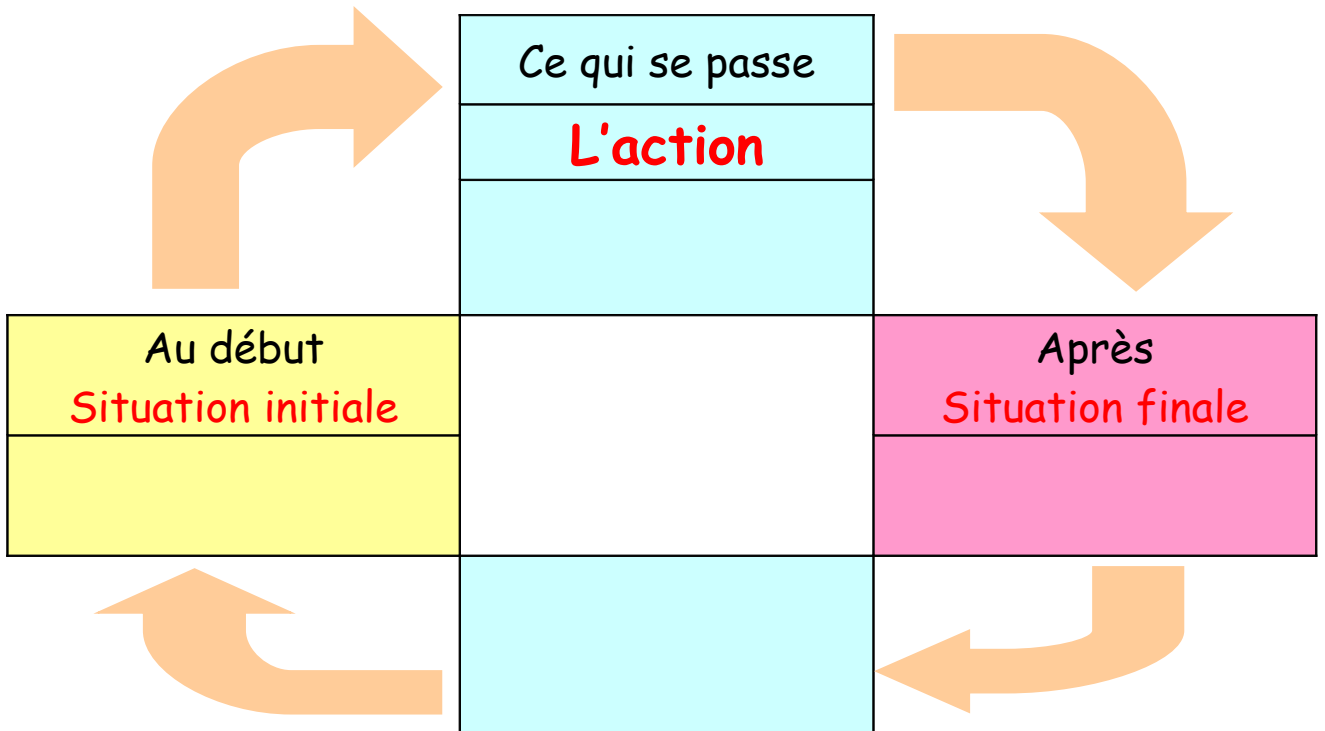 Ce qui se passe
L'action
Au début
Situation initiale
Après
Situation finale